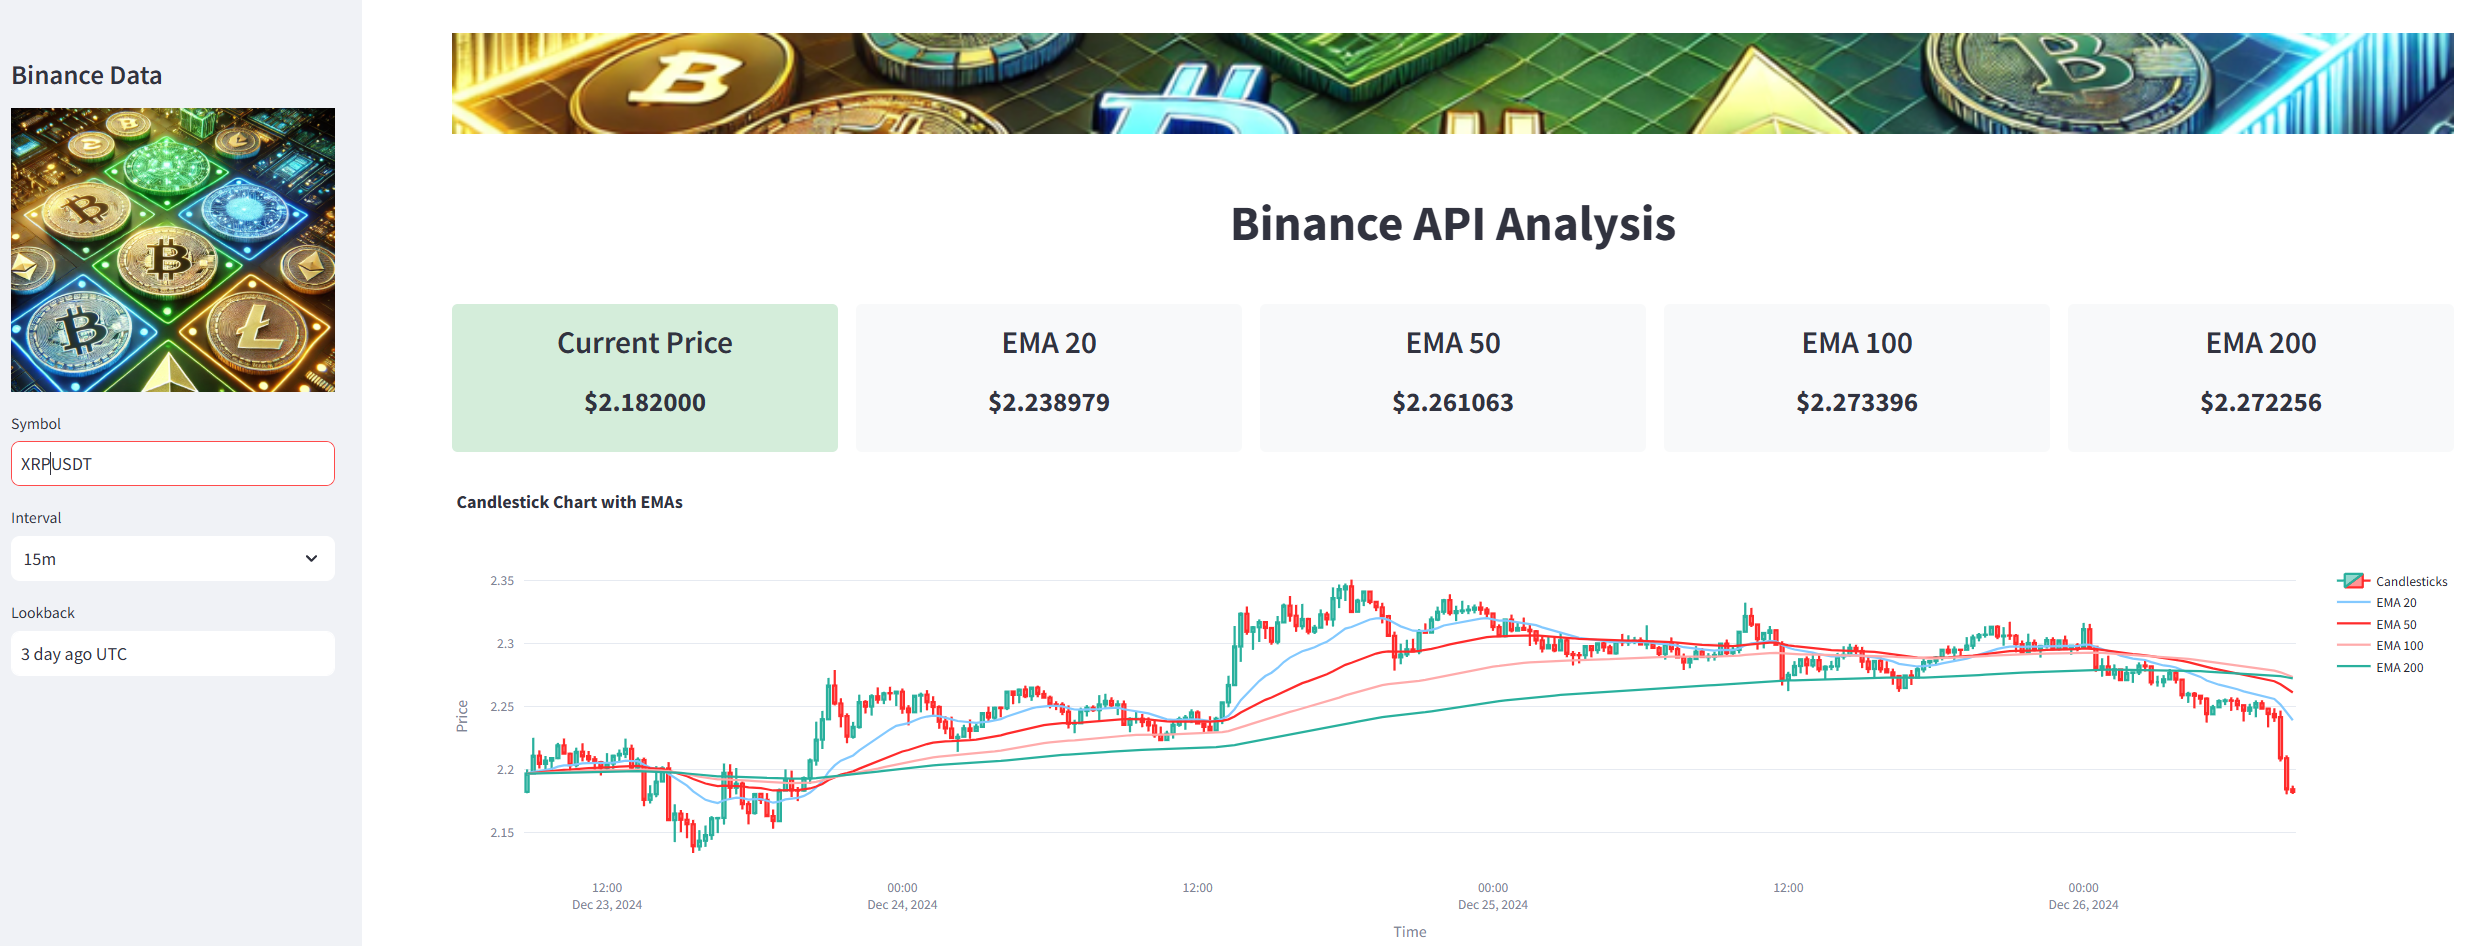 Binance Data
Symbol
XRPUSDT
Interval
15m
Lookback
3 day ago UTC
Binance API Analysis
Current Price
$2.182000
EMA 20
$2.238979
EMA 50
$2.261063
EMA 100
$2.273396
EMA 200
$2.272256
Candlestick Chart with EMAs
2.35
2.3
2.25
2.2
2.15
Price
12:00
Dec 23, 2024
00:00
Dec 24, 2024
12:00
00:00
Dec 25, 2024
12:00
00:00
Dec 26, 2024
Time
Candlesticks
EMA 20
EMA 50
EMA 100
EMA 200